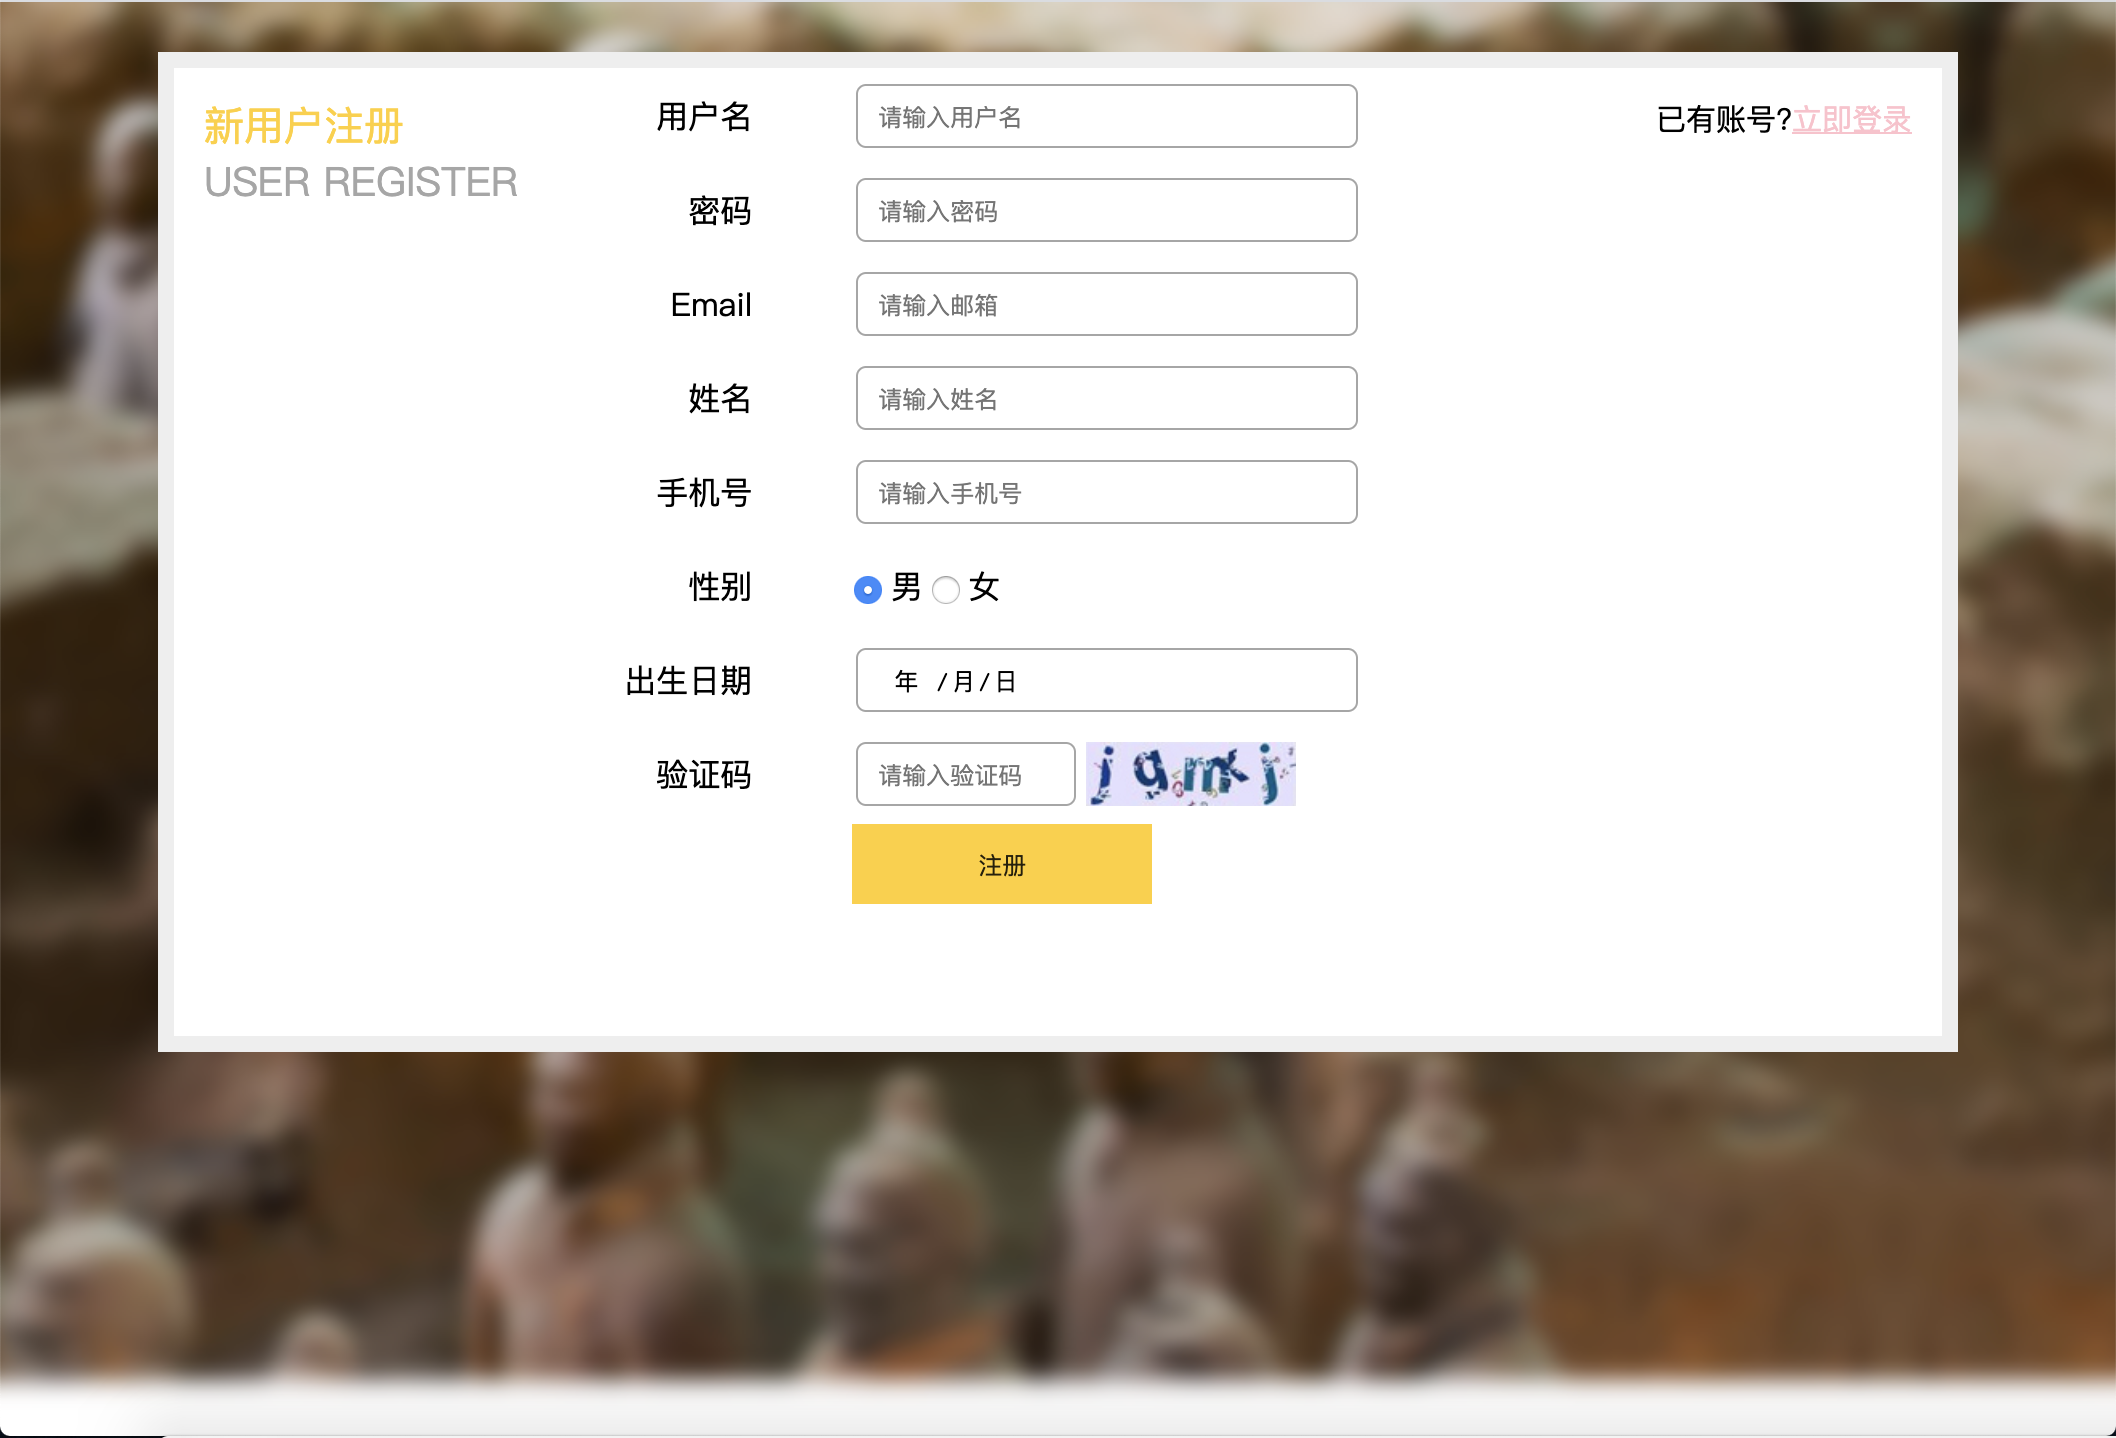 新用户注册
USER REGISTER
用户名 请输入用户名
已有账号?立即登录
密码 请输入密码
Email 请输入邮箱
姓名 请输入姓名
手机号 请输入手机号
性别 男 女
出生日期 年 /月/日
验证码 请输入验证码
注册